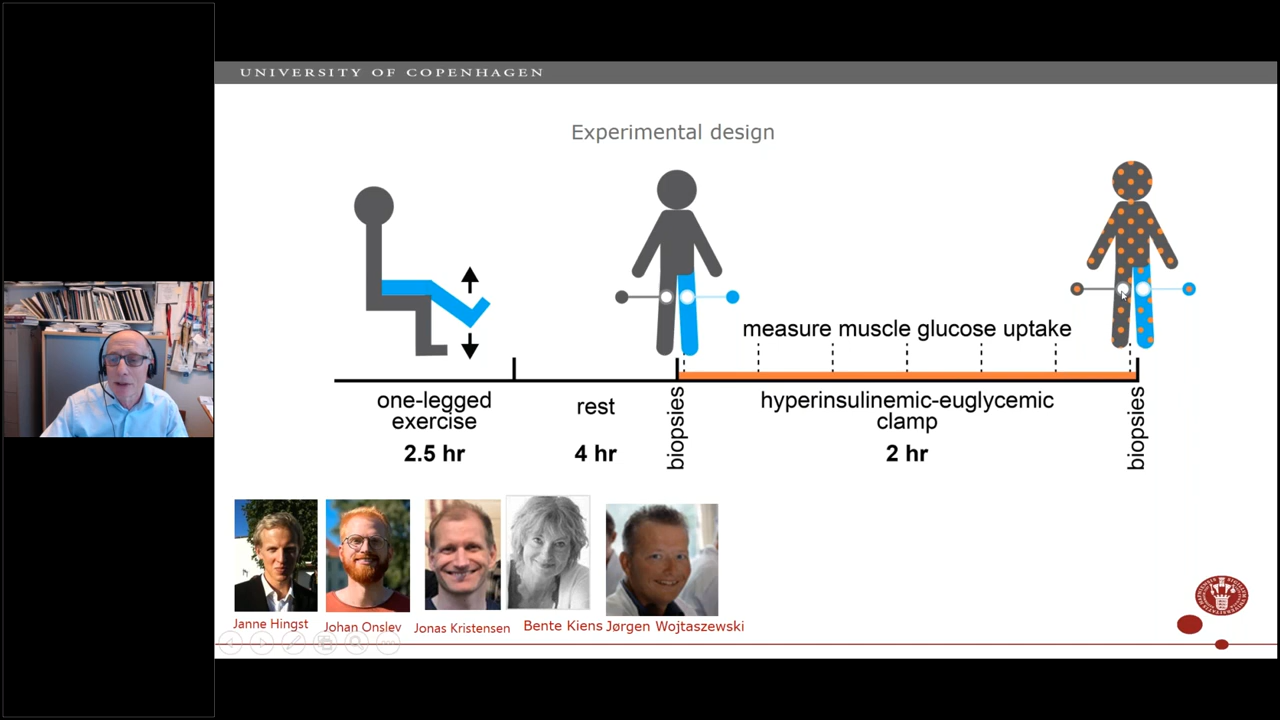 UNIVERSITY OF COPENHAGEN
Experimental design
measure muscle glucose uptake
one-legged
exercise
2.5 hr
rest
4 hr
biopsies
hyperinsulinemic-euglycemic
clamp
2 hr
biopsies
Janne Hingst
Johan Onslev
Jonas Kristensen
Bente Kiens
Jørgen Wojtaszewski